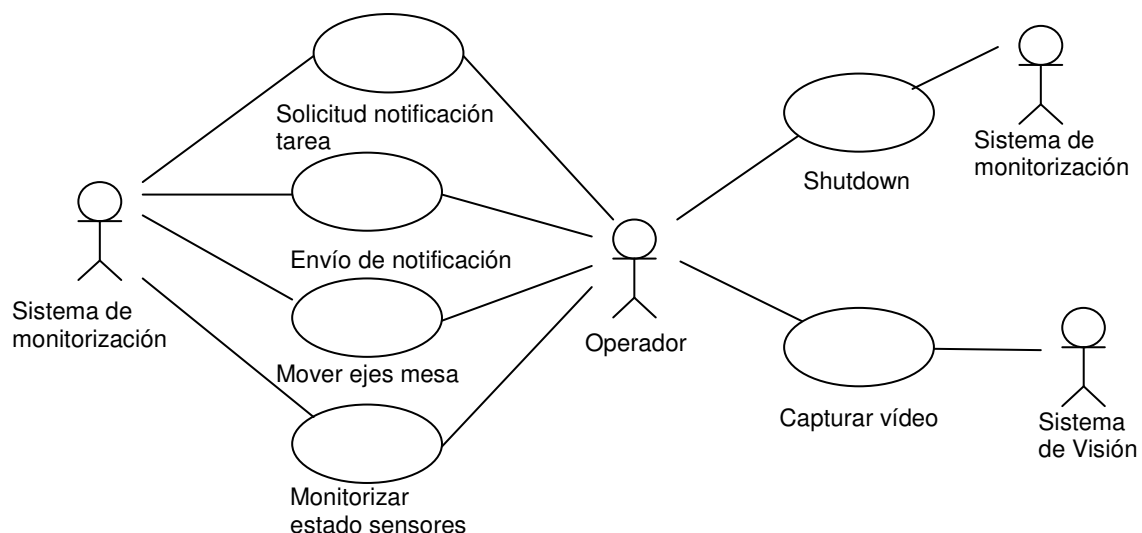 Solicitud notificación
tarea
Envío de notificación
Mover ejes mesa
Monitorizar
estado sensores
Sistema de
monitorización
Operador
Shutdown
Sistema de
monitorización
Capturar vídeo
Sistema
de Visión